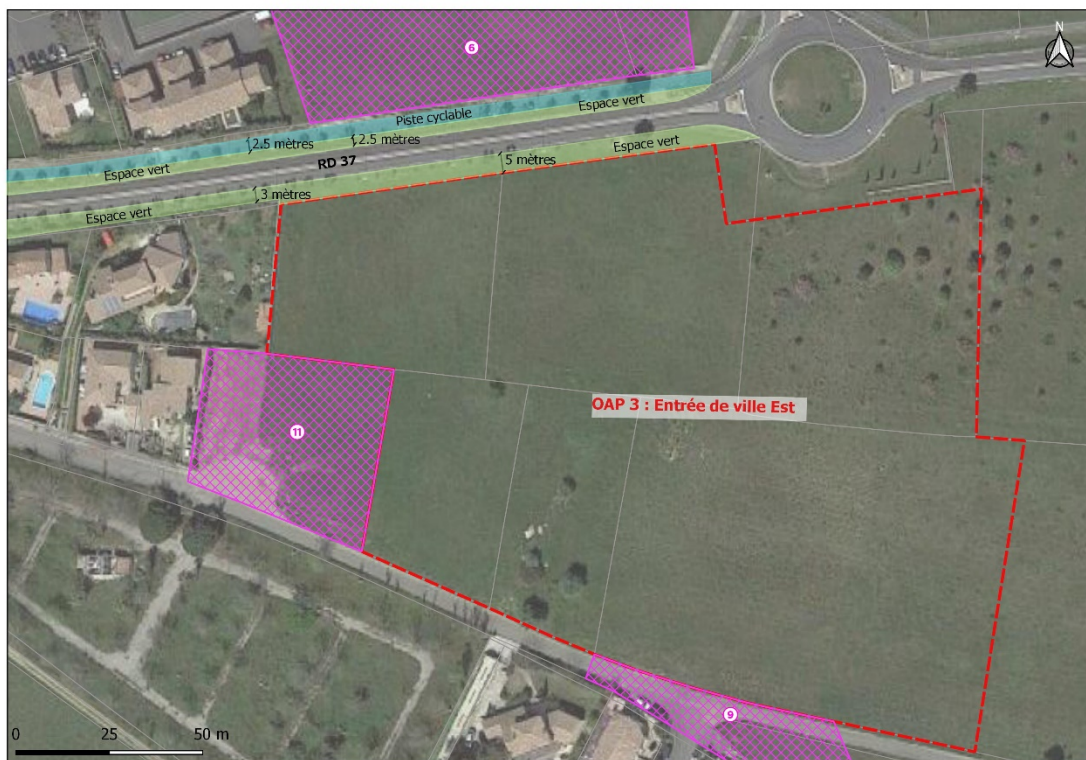 N
6
Piste cyclable
Espace vert
2.5 mètres
2.5 mètres
Espace vert
RD 37
5 mètres
Espace vert
3 mètres
Espace vert
OAP 3 : Entrée de ville Est
11
9
0 25 50 m